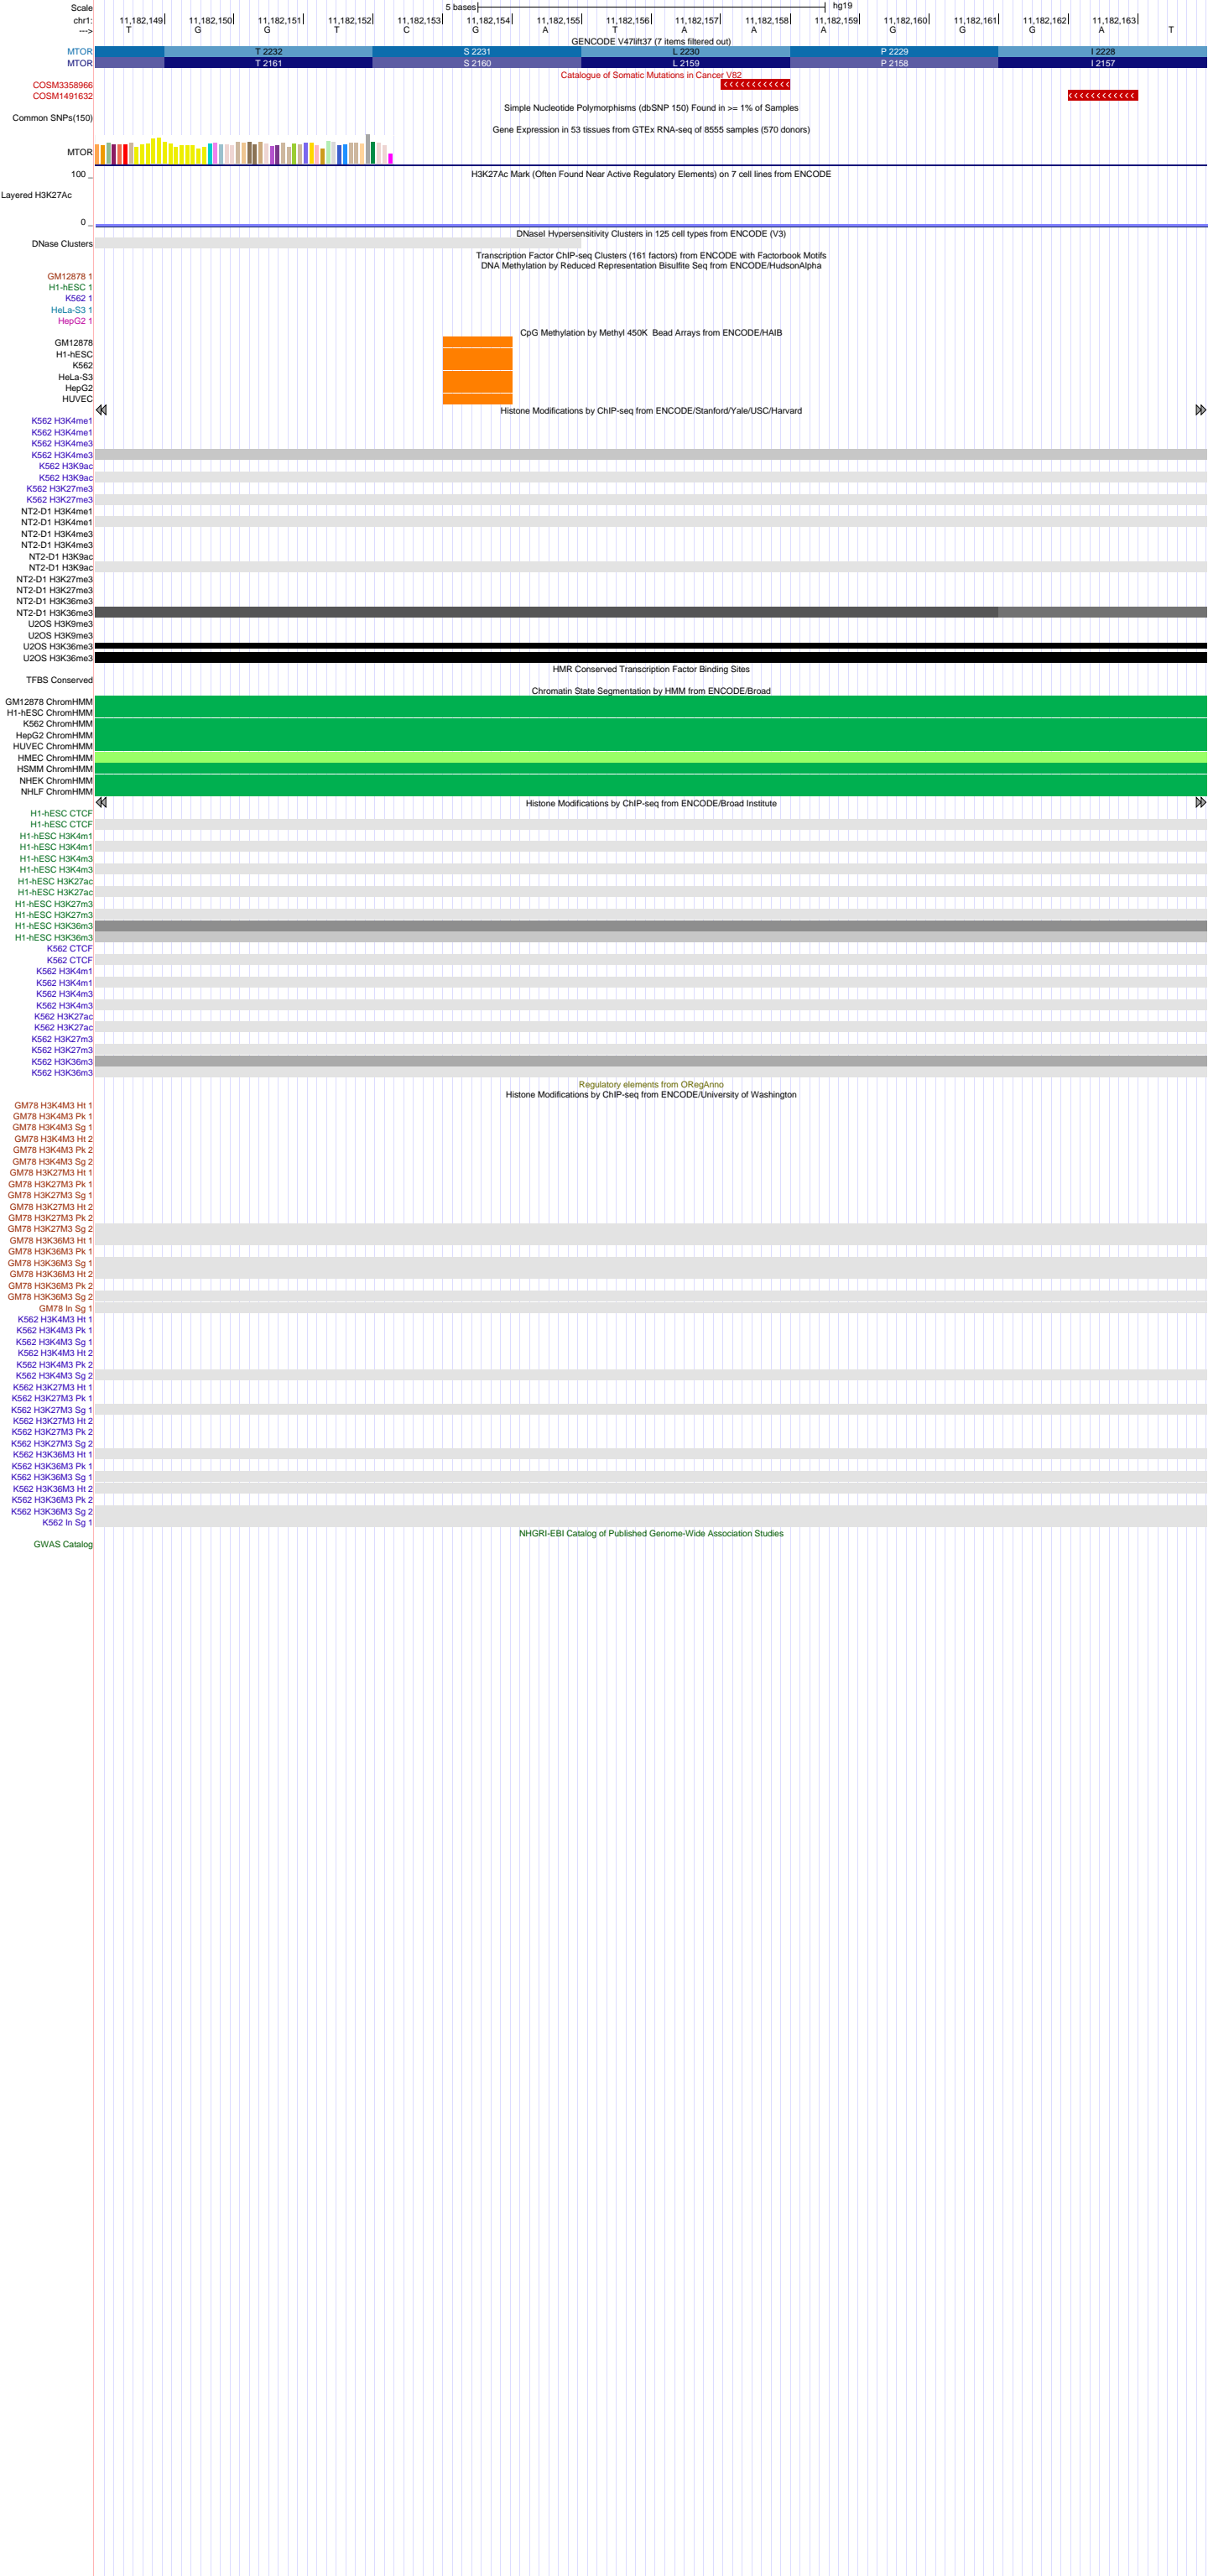 Scale 5 bases hg19
chr1: 11,182,149 11,182,150 11,182,151 11,182,152 11,182,153 11,182,154 11,182,155 11,182,156 11,182,157 11,182,158 11,182,159 11,182,160 11,182,161 11,182,162 11,182,163
---> T G G T C G A T A A A G G G A T
GENCODE V47lift37 (7 items filtered out)
MTOR T 2232 S 2231 L 2230 P 2229 I 2228
MTOR T 2161 S 2160 L 2159 P 2158 I 2157
Catalogue of Somatic Mutations in Cancer V82
COSM3358966
COSM1491632
Simple Nucleotide Polymorphisms (dbSNP 150) Found in >= 1% of Samples
Common SNPs(150)
Gene Expression in 53 tissues from GTEx RNA-seq of 8555 samples (570 donors)
MTOR
H3K27Ac Mark (Often Found Near Active Regulatory Elements) on 7 cell lines from ENCODE
100 _
Layered H3K27Ac
0 _
DNaseI Hypersensitivity Clusters in 125 cell types from ENCODE (V3)
DNase Clusters
Transcription Factor ChIP-seq Clusters (161 factors) from ENCODE with Factorbook Motifs
DNA Methylation by Reduced Representation Bisulfite Seq from ENCODE/HudsonAlpha
GM12878 1
H1-hESC 1
K562 1
HeLa-S3 1
HepG2 1
CpG Methylation by Methyl 450K Bead Arrays from ENCODE/HAIB
GM12878
H1-hESC
K562
HeLa-S3
HepG2
HUVEC
Histone Modifications by ChIP-seq from ENCODE/Stanford/Yale/USC/Harvard
K562 H3K4me1
K562 H3K4me1
K562 H3K4me3
K562 H3K4me3
K562 H3K9ac
K562 H3K9ac
K562 H3K27me3
K562 H3K27me3
NT2-D1 H3K4me1
NT2-D1 H3K4me1
NT2-D1 H3K4me3
NT2-D1 H3K4me3
NT2-D1 H3K9ac
NT2-D1 H3K9ac
NT2-D1 H3K27me3
NT2-D1 H3K27me3
NT2-D1 H3K36me3
NT2-D1 H3K36me3
U2OS H3K9me3
U2OS H3K9me3
U2OS H3K36me3
U2OS H3K36me3
HMR Conserved Transcription Factor Binding Sites
TFBS Conserved
Chromatin State Segmentation by HMM from ENCODE/Broad
GM12878 ChromHMM
H1-hESC ChromHMM
K562 ChromHMM
HepG2 ChromHMM
HUVEC ChromHMM
HMEC ChromHMM
HSMM ChromHMM
NHEK ChromHMM
NHLF ChromHMM
Histone Modifications by ChIP-seq from ENCODE/Broad Institute
H1-hESC CTCF
H1-hESC CTCF
H1-hESC H3K4m1
H1-hESC H3K4m1
H1-hESC H3K4m3
H1-hESC H3K4m3
H1-hESC H3K27ac
H1-hESC H3K27ac
H1-hESC H3K27m3
H1-hESC H3K27m3
H1-hESC H3K36m3
H1-hESC H3K36m3
K562 CTCF
K562 CTCF
K562 H3K4m1
K562 H3K4m1
K562 H3K4m3
K562 H3K4m3
K562 H3K27ac
K562 H3K27ac
K562 H3K27m3
K562 H3K27m3
K562 H3K36m3
K562 H3K36m3
Regulatory elements from ORegAnno
Histone Modifications by ChIP-seq from ENCODE/University of Washington
GM78 H3K4M3 Ht 1
GM78 H3K4M3 Pk 1
GM78 H3K4M3 Sg 1
GM78 H3K4M3 Ht 2
GM78 H3K4M3 Pk 2
GM78 H3K4M3 Sg 2
GM78 H3K27M3 Ht 1
GM78 H3K27M3 Pk 1
GM78 H3K27M3 Sg 1
GM78 H3K27M3 Ht 2
GM78 H3K27M3 Pk 2
GM78 H3K27M3 Sg 2
GM78 H3K36M3 Ht 1
GM78 H3K36M3 Pk 1
GM78 H3K36M3 Sg 1
GM78 H3K36M3 Ht 2
GM78 H3K36M3 Pk 2
GM78 H3K36M3 Sg 2
GM78 In Sg 1
K562 H3K4M3 Ht 1
K562 H3K4M3 Pk 1
K562 H3K4M3 Sg 1
K562 H3K4M3 Ht 2
K562 H3K4M3 Pk 2
K562 H3K4M3 Sg 2
K562 H3K27M3 Ht 1
K562 H3K27M3 Pk 1
K562 H3K27M3 Sg 1
K562 H3K27M3 Ht 2
K562 H3K27M3 Pk 2
K562 H3K27M3 Sg 2
K562 H3K36M3 Ht 1
K562 H3K36M3 Pk 1
K562 H3K36M3 Sg 1
K562 H3K36M3 Ht 2
K562 H3K36M3 Pk 2
K562 H3K36M3 Sg 2
K562 In Sg 1
NHGRI-EBI Catalog of Published Genome-Wide Association Studies
GWAS Catalog